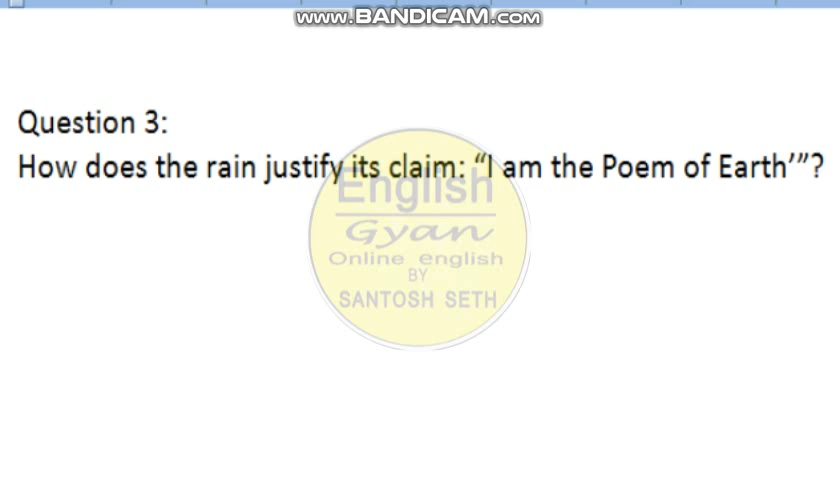 www.BANDICAM.com
Question 3:
How does the rain justify its claim: “I am the Poem of Earth’”?
English
Gyan
Online english
BY
SANTOSH SETH